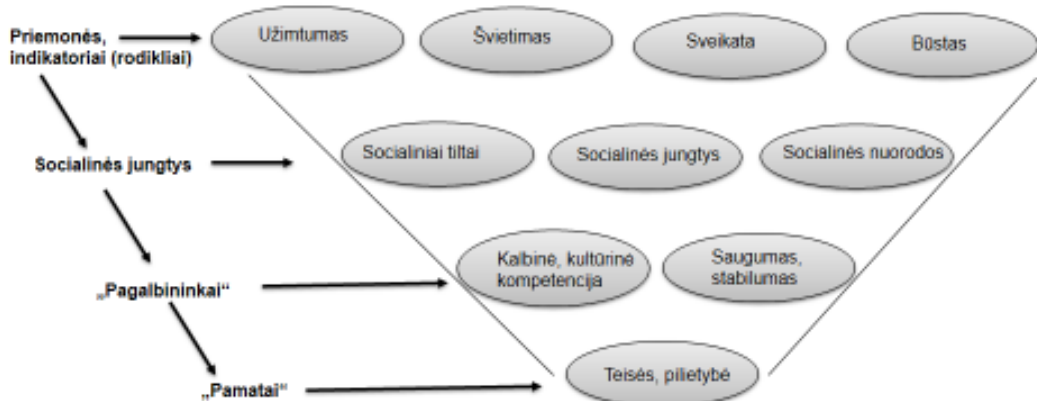 Priemonės,
indikatoriai (rodikliai)
Užimtumas
Švietimas
Sveikata
Būstas
Socialinės jungtys
Socialiniai tiltai
Socialinės jungtys
Socialinės nuorodos
„Pagalbininkai“
Kalbinė, kultūrinė
kompetencija
Saugumas,
stabilumas
„Pamatai“
Teisės, pilietybė